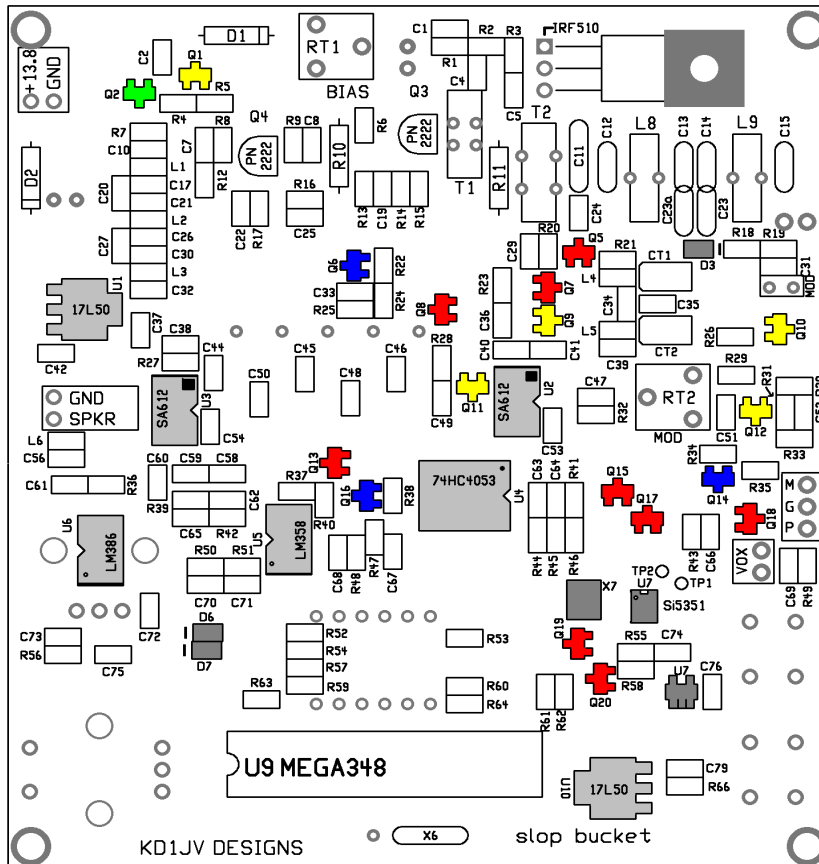 +13.8
GND
C2
D1
Q1
Q2
R5
R4
RT1
BIAS
C1
R2
R3
R1
C4
C5
IRF510
Q3
Q4
T2
D2
R7
C10
R8
C7
R9
C8
PN
2222
R6
R10
PN
2222
T1
R11
C11
C12
L8
C13
C14
L9
C15
L1
C17
C20
C21
L2
C26
C27
C30
L3
C32
R12
R16
C22
R17
C25
R13
C19
R14
R15
C24
C23a
C23
R20
C29
Q5
R21
CT1
D3
R18
R19
C31
MOD
U1
17L50
Q6
R22
C33
R25
R24
Q8
R23
C36
Q7
Q9
L4
C34
C35
L5
CT2
R26
Q10
C37
C38
R27
C44
C42
C45
C50
C48
C46
R28
C40
C41
C39
R29
R31
GND
SPKR
SA612
U3
C54
Q11
C49
SA612
U2
C53
C47
R32
RT2
MOD
C51
Q12
R33
L6
C56
C61
R36
C60
C59
C58
R39
C62
C65
R42
Q13
R37
Q16
R38
R40
74HC4053
U4
C63
C64
R41
Q15
Q17
R34
Q14
R35
M
G
P
Q18
U6
LM386
R50
R51
U5
LM358
C68
R48
R47
C67
R44
R45
R46
R43
C66
VOX
C69
R49
TP2
TP1
X7
U7
Si5351
C70
C71
C72
D6
D7
C73
R56
C75
R52
R54
R57
R59
R53
R60
R64
R63
Q19
Q20
R55
C74
R58
U7
C76
R61
R62
U9 MEGA348
17L50
U10
C79
R66
X6
KD1JV DESIGNS
slop bucket